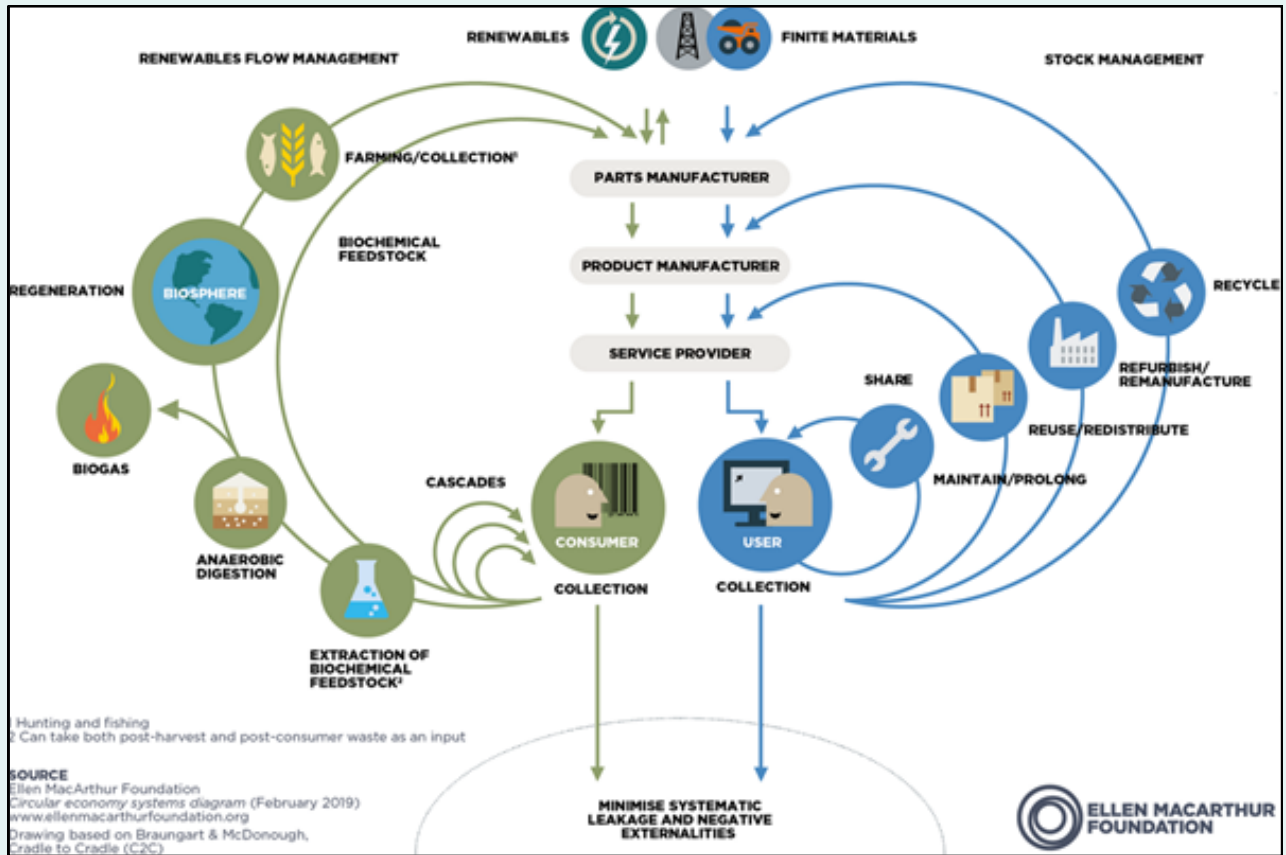 RENEWABLES
FINITE MATERIALS
RENEWABLES FLOW MANAGEMENT
STOCK MANAGEMENT
FARMING/COLLECTION¹
PARTS MANUFACTURER
BIOCHEMICAL
FEEDSTOCK
PRODUCT MANUFACTURER
REGENERATION
BIOSPHERE
RECYCLE
SERVICE PROVIDER
REFURBISH/
REMANUFACTURE
SHARE
REUSE/REDISTRIBUTE
BIOGAS
CASCADES
MAINTAIN/PROLONG
CONSUMER
USER
ANAEROBIC
DIGESTION
COLLECTION
COLLECTION
EXTRACTION OF
BIOCHEMICAL
FEEDSTOCK²
1 Hunting and fishing
2 Can take both post-harvest and post-consumer waste as an input
SOURCE
Ellen MacArthur Foundation
Circular economy systems diagram (February 2019)
www.ellenmacarthurfoundation.org
Drawing based on Braungart & McDonough,
Cradle to Cradle (C2C)
MINIMISE SYSTEMATIC
LEAKAGE AND NEGATIVE
EXTERNALITIES
ELLEN MACARTHUR
FOUNDATION